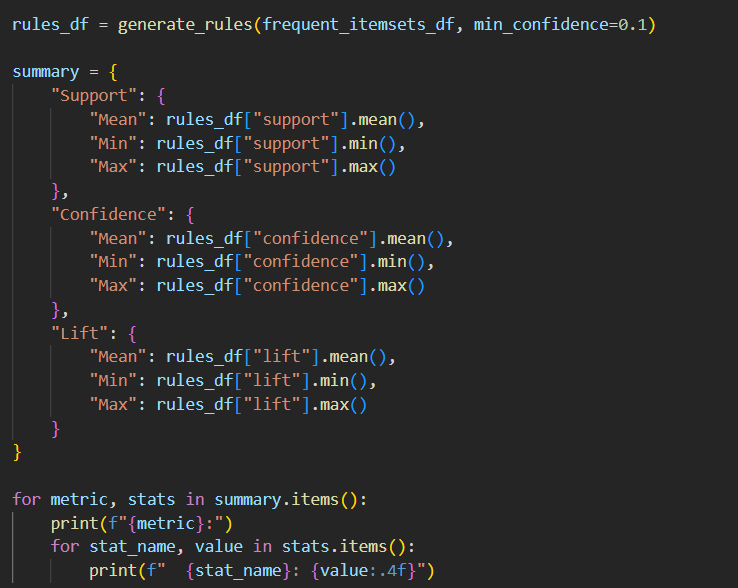 rules_df = generate_rules(frequent_itemsets_df, min_confidence=0.1)

summary = {
    "Support": {
        "Mean": rules_df["support"].mean(),
        "Min": rules_df["support"].min(),
        "Max": rules_df["support"].max()
    },
    "Confidence": {
        "Mean": rules_df["confidence"].mean(),
        "Min": rules_df["confidence"].min(),
        "Max": rules_df["confidence"].max()
    },
    "Lift": {
        "Mean": rules_df["lift"].mean(),
        "Min": rules_df["lift"].min(),
        "Max": rules_df["lift"].max()
    }
}

for metric, stats in summary.items():
    print(f"{metric}:")
    for stat_name, value in stats.items():
        print(f"  {stat_name}: {value:.4f}")